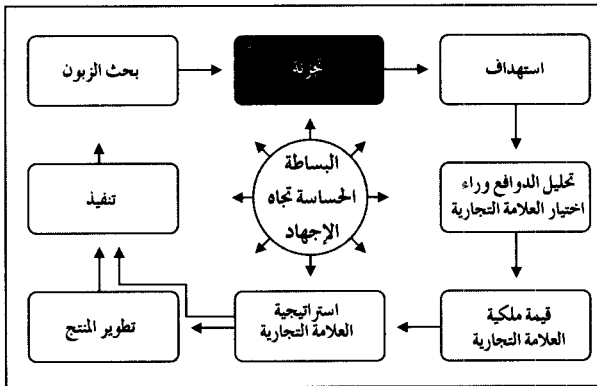 بحث الزبون
تجزئة
استهداف
تحليل الدوافع وراء
اختيار العلامة التجارية
قيمة ملكية
العلامة التجارية
استراتيجية
العلامة التجارية
تطوير المنتج
تنفيذ
البساطة
الحساسة تجاه
الإجهاد